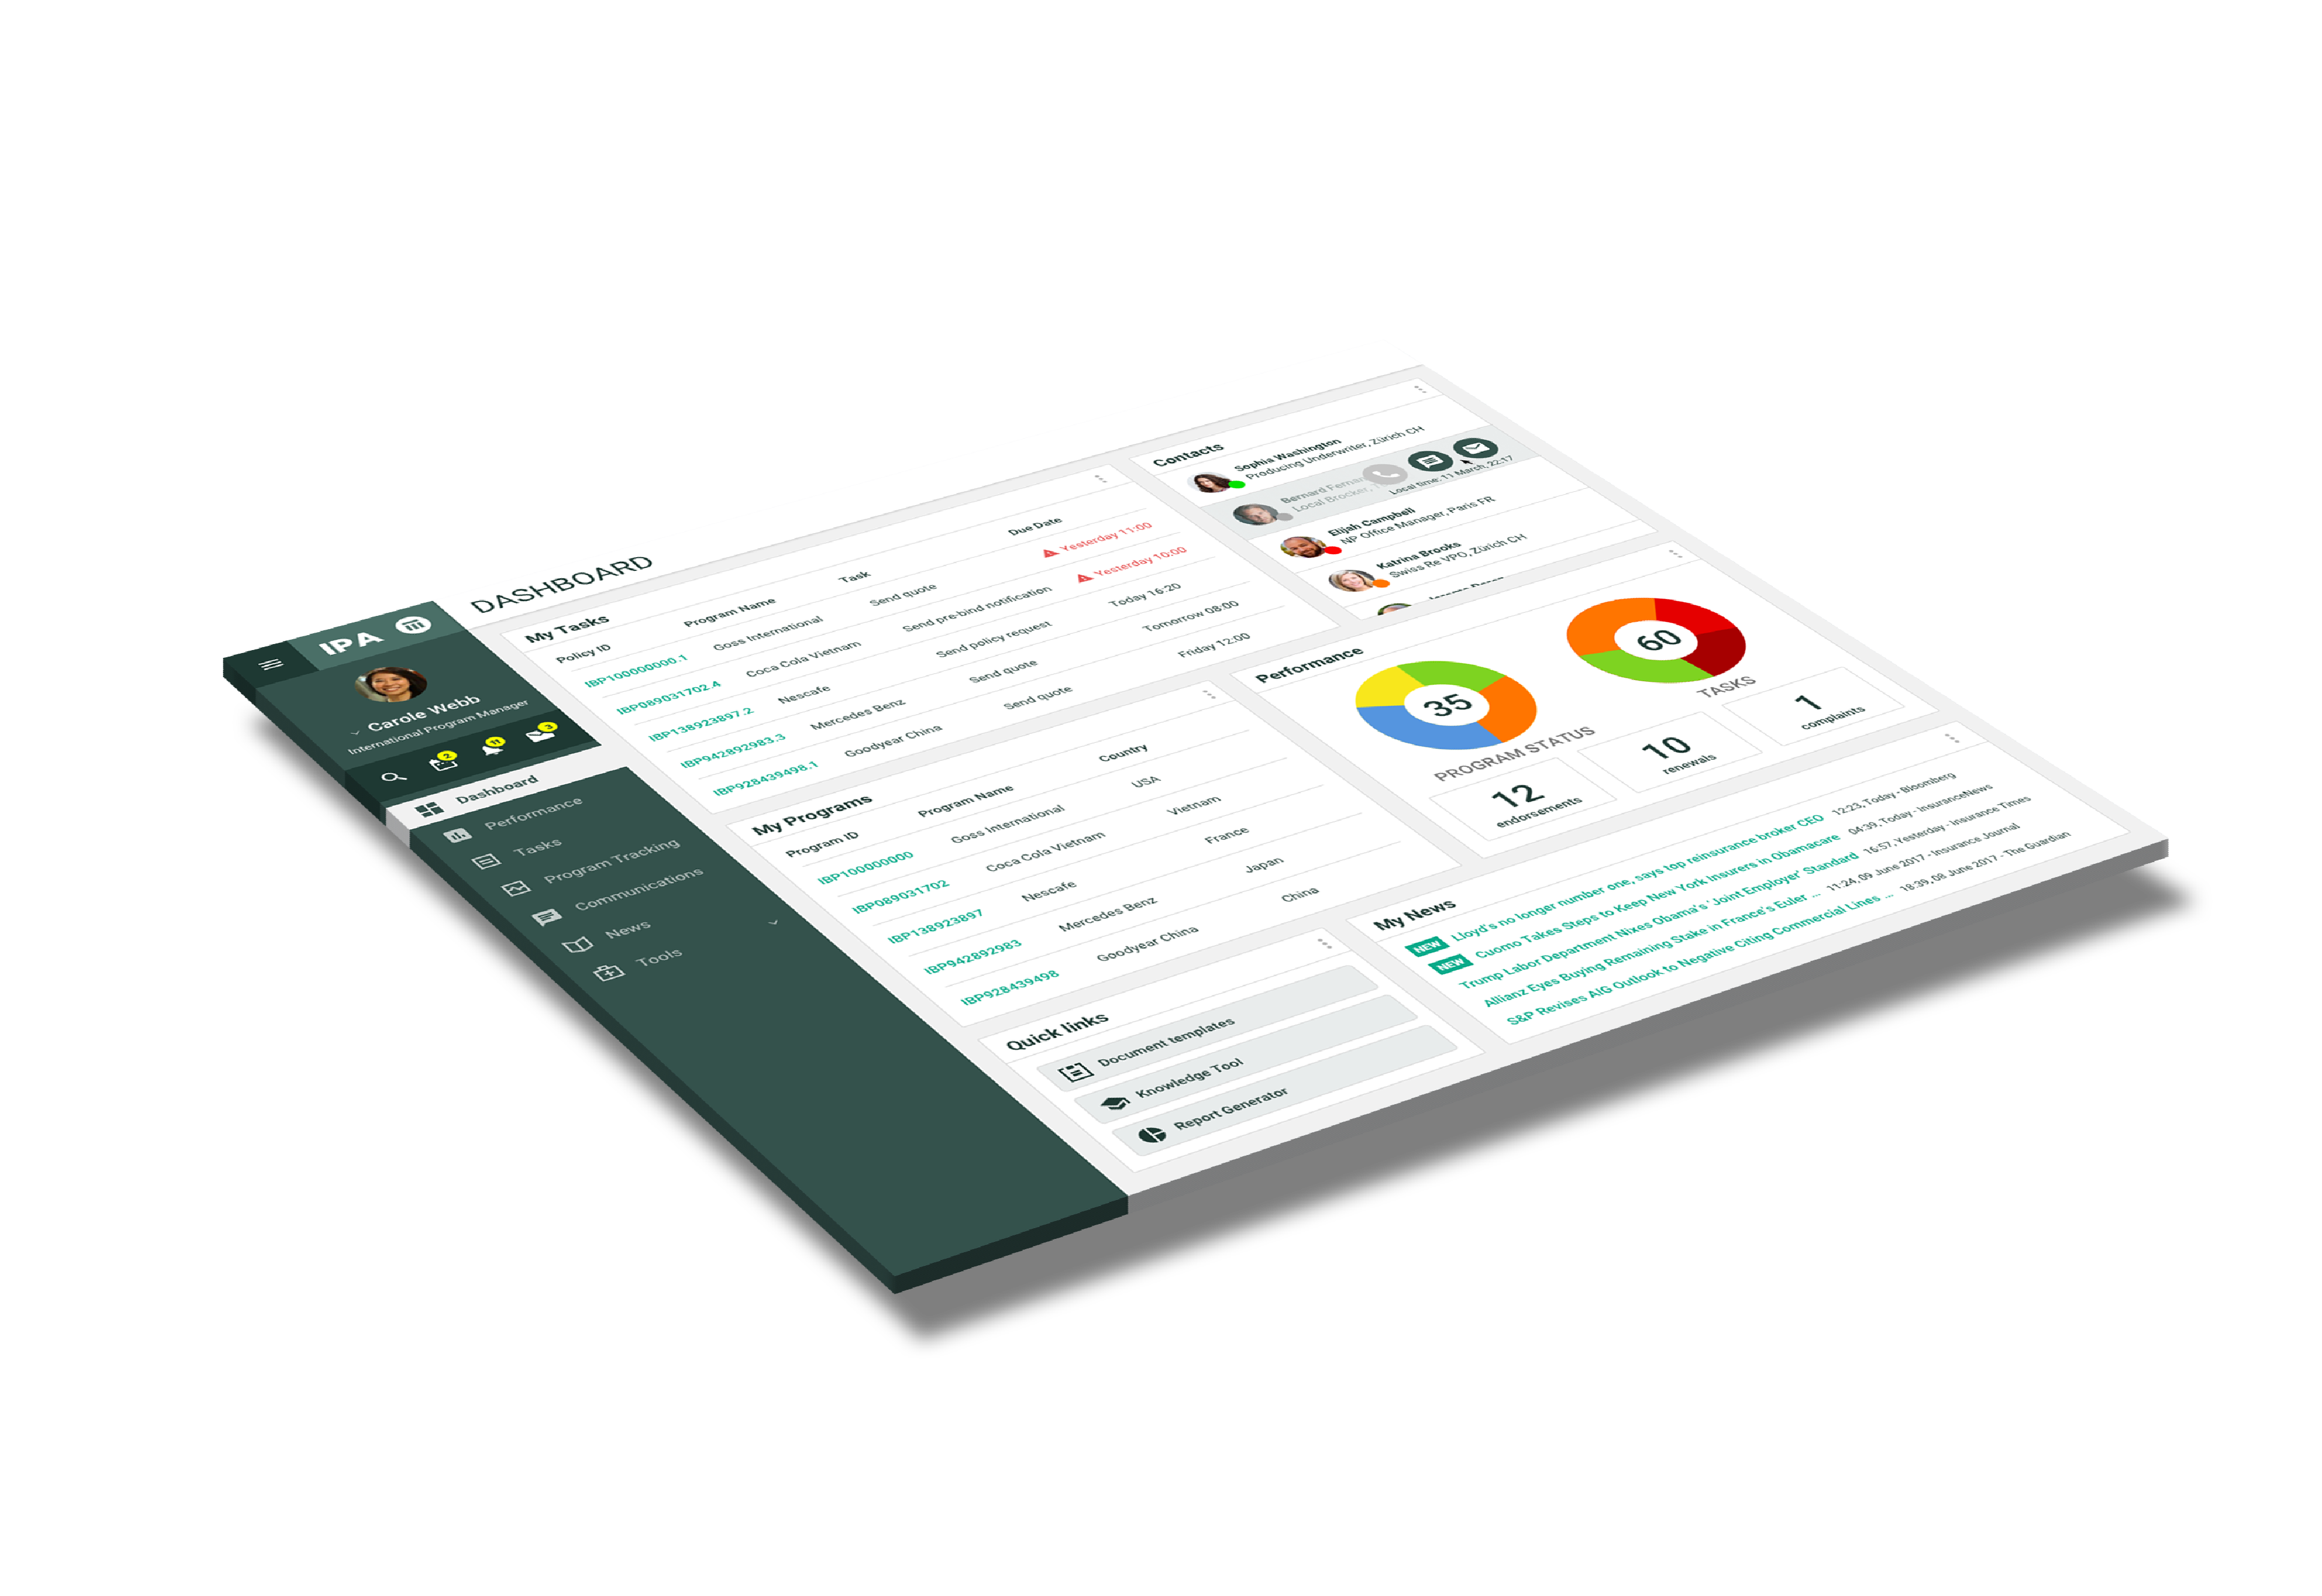 IPA
Carole Webb
International Program Manager
2
11
3
Dashboard
Performance
Tasks
Program Tracking
Communications
News
Tools
DASHBOARD
My Tasks
Policy ID Program Name Task Due Date
IBP100000000.1 Goss International Send quote Yesterday 11:00
IBP089031702.4 Coca Cola Vietnam Send pre-bind notification Yesterday 10:00
IBP138923897.2 Nescafe Send policy request Today 16:20
IBP942892983.3 Mercedes Benz Send quote Tomorrow 08:00
IBP928439498.1 Goodyear China Send quote Friday 12:00
My Programs
Program ID Program Name Country
IBP100000000 Goss International USA
IBP089031702 Coca Cola Vietnam Vietnam
IBP138923897 Nescafe France
IBP942892983 Mercedes Benz Japan
IBP928439498 Goodyear China China
Quick links
Document templates
Knowledge Tool
Report Generator
Contacts
Sophia Washington
Producing Underwriter, Zürich CH
Bernard
Local Brocker,
Local time: 11 March, 22:17
Elijah Campbell
NP Office Manager, Paris FR
Katrina Brooks
Swiss Re VPO, Zürich CH
Performance
35
PROGRAM STATUS
60
TASKS
12
endorsements
10
renewals
1
complaints
My News
NEW Lloyd's no longer number one, says top reinsurance broker CEO 12:23, Today - Bloomberg
NEW Cuomo Takes Steps to Keep New York Insurers in Obamacare 04:39, Today - InsuranceNews
Trump Labor Department Nixes Obama's 'Joint Employer' Standard 16:57, Yesterday - Insurance Times
Allianz Eyes Buying Remaining Stake in France's Euler ... 11:24, 09 June 2017 - Insurance Journal
S&P Revises AIG Outlook to Negative Citing Commercial Lines ... 18:39, 08 June 2017 - The Guardian